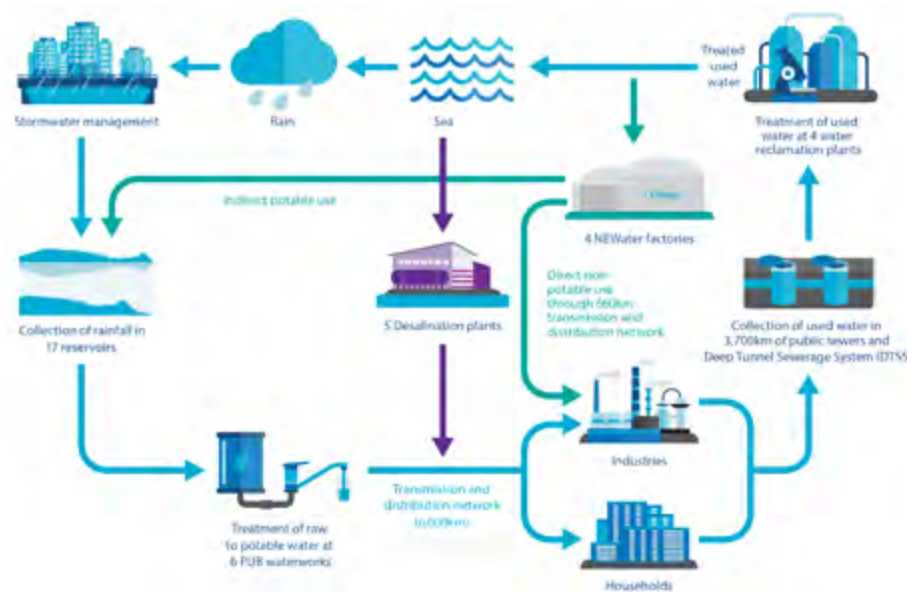 Treated
used
water
Stormwater management
Rain
Sea
Treatment of used
water at 4 water
reclamation plants
Indirect potable use
4 NEWater factories
Direct non-
potable use
through 660km
transmission and
distribution network
Collection of rainfall in
17 reservoirs
5 Desalination plants
Collection of used water in
3,700km of public sewers and
Deep Tunnel Sewerage System (DTSS
Industries
Transmission and
distribution network
Treatment of raw
to potable water at
6 PUB waterworks
Households